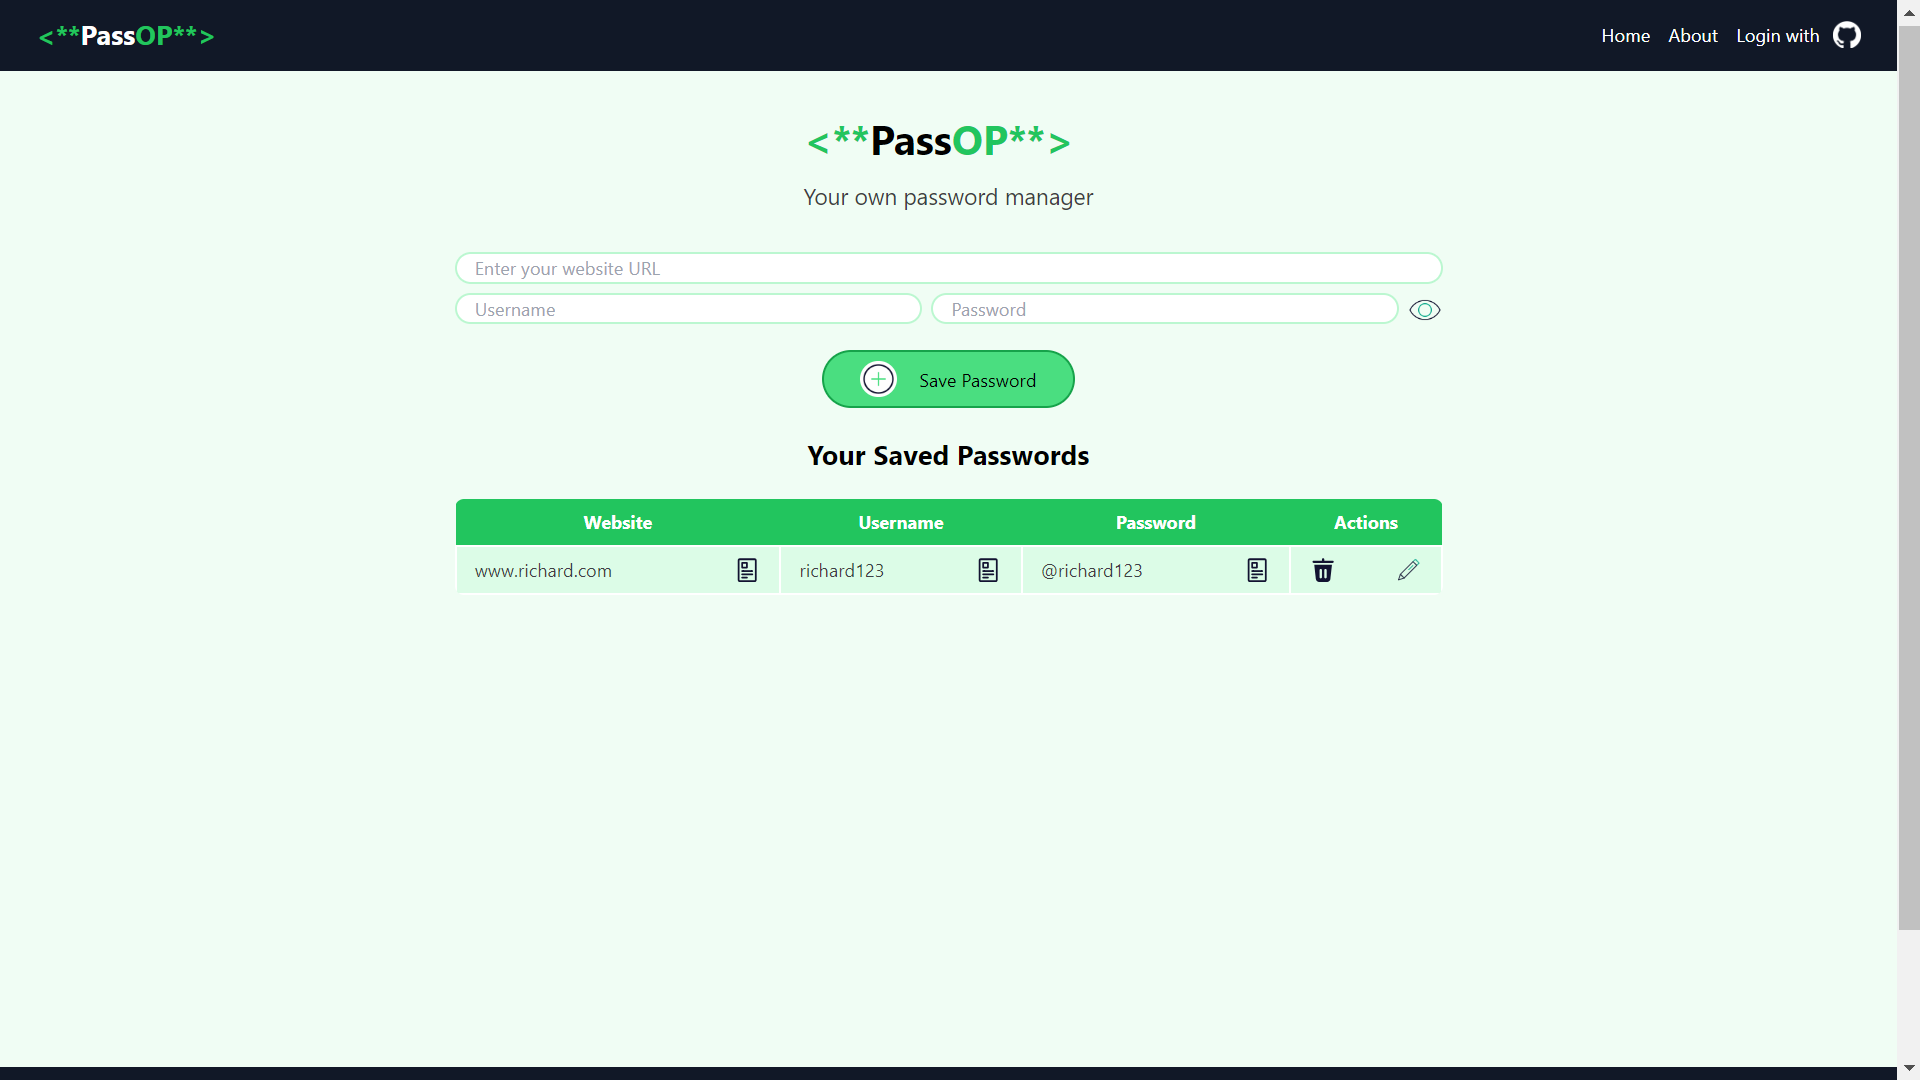 <**PassOP**>
Home About Login with
<**PassOP**>
Your own password manager
Enter your website URL
Username Password
Save Password
Your Saved Passwords
Website Username Password Actions
www.richard.com richard123 @richard123